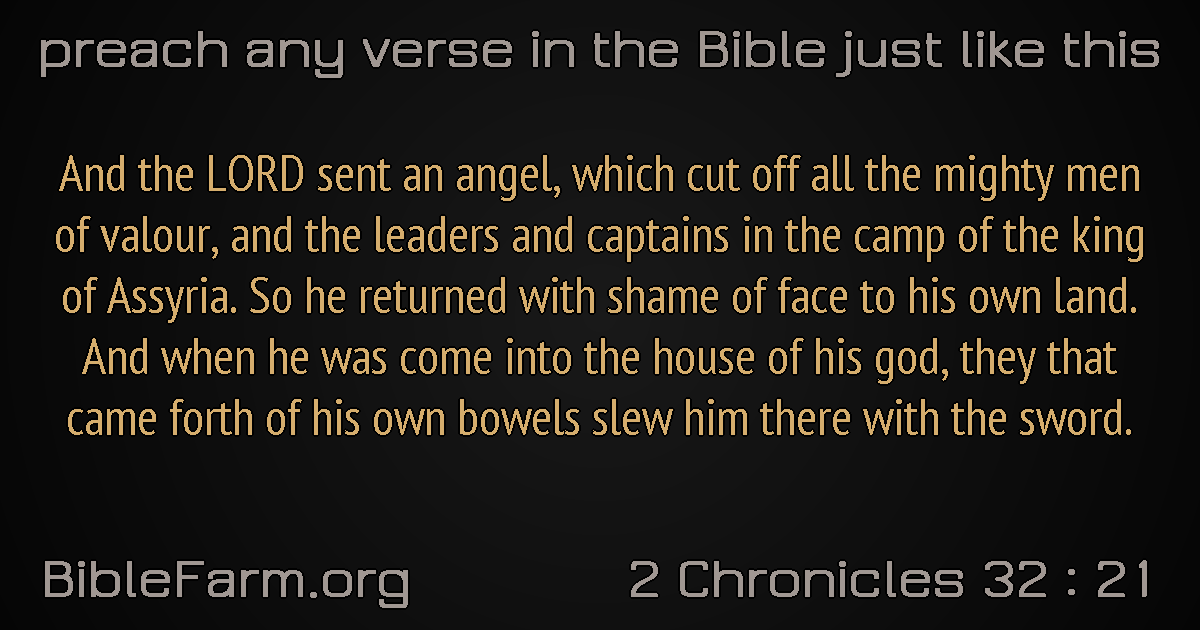 preach any verse in the Bible just like this
And the LORD sent an angel, which cut off all the mighty men
of valour, and the leaders and captains in the camp of the king
of Assyria. So he returned with shame of face to his own land.
And when he was come into the house of his god, they that
came forth of his own bowels slew him there with the sword.
BibleFarm.org
2 Chronicles 32 : 21